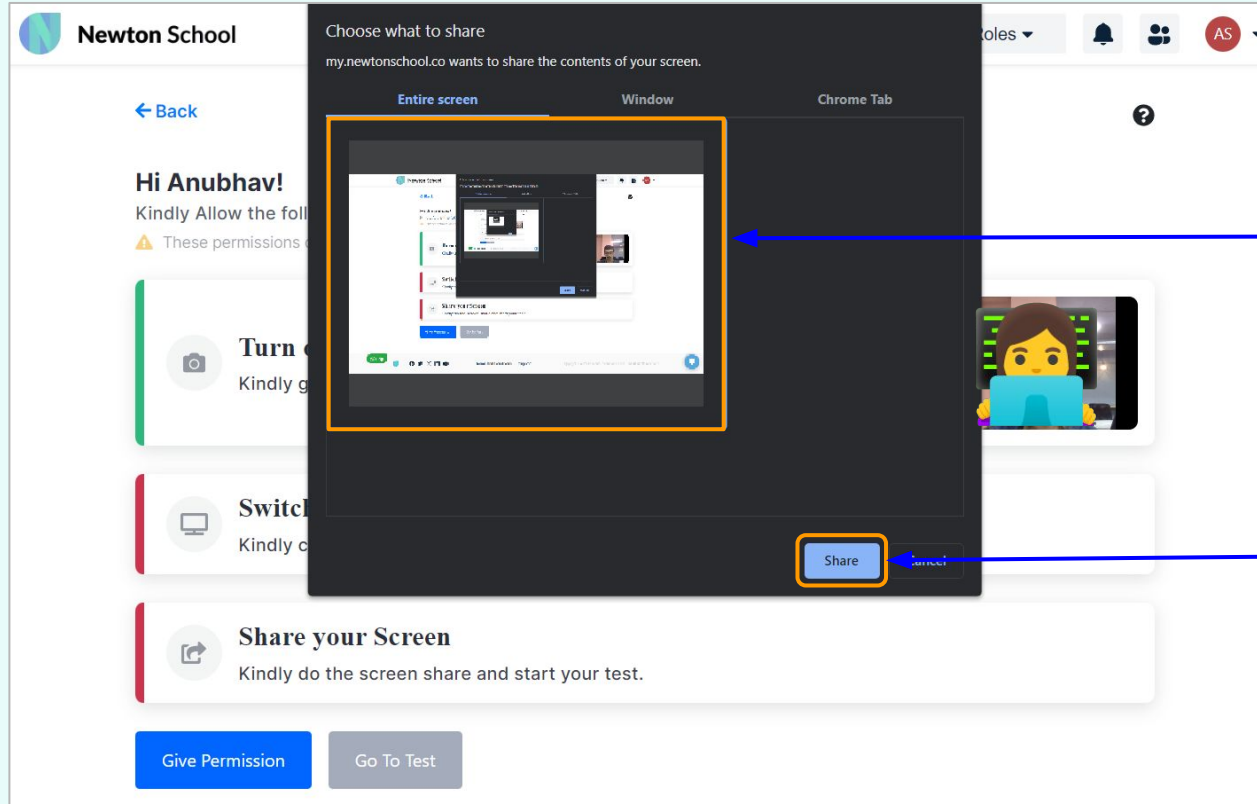 Newton School
Choose what to share
my.newtonschool.co wants to share the contents of your screen.
Entire screen
Window
Chrome Tab
AS
Back
Hi Anubhav!
Kindly Allow the foll
These permissions
Turn
Kindly g
Switch
Kindly c
Share
Cancel
Share your Screen
Kindly do the screen share and start your test.
Give Permission
Go To Test